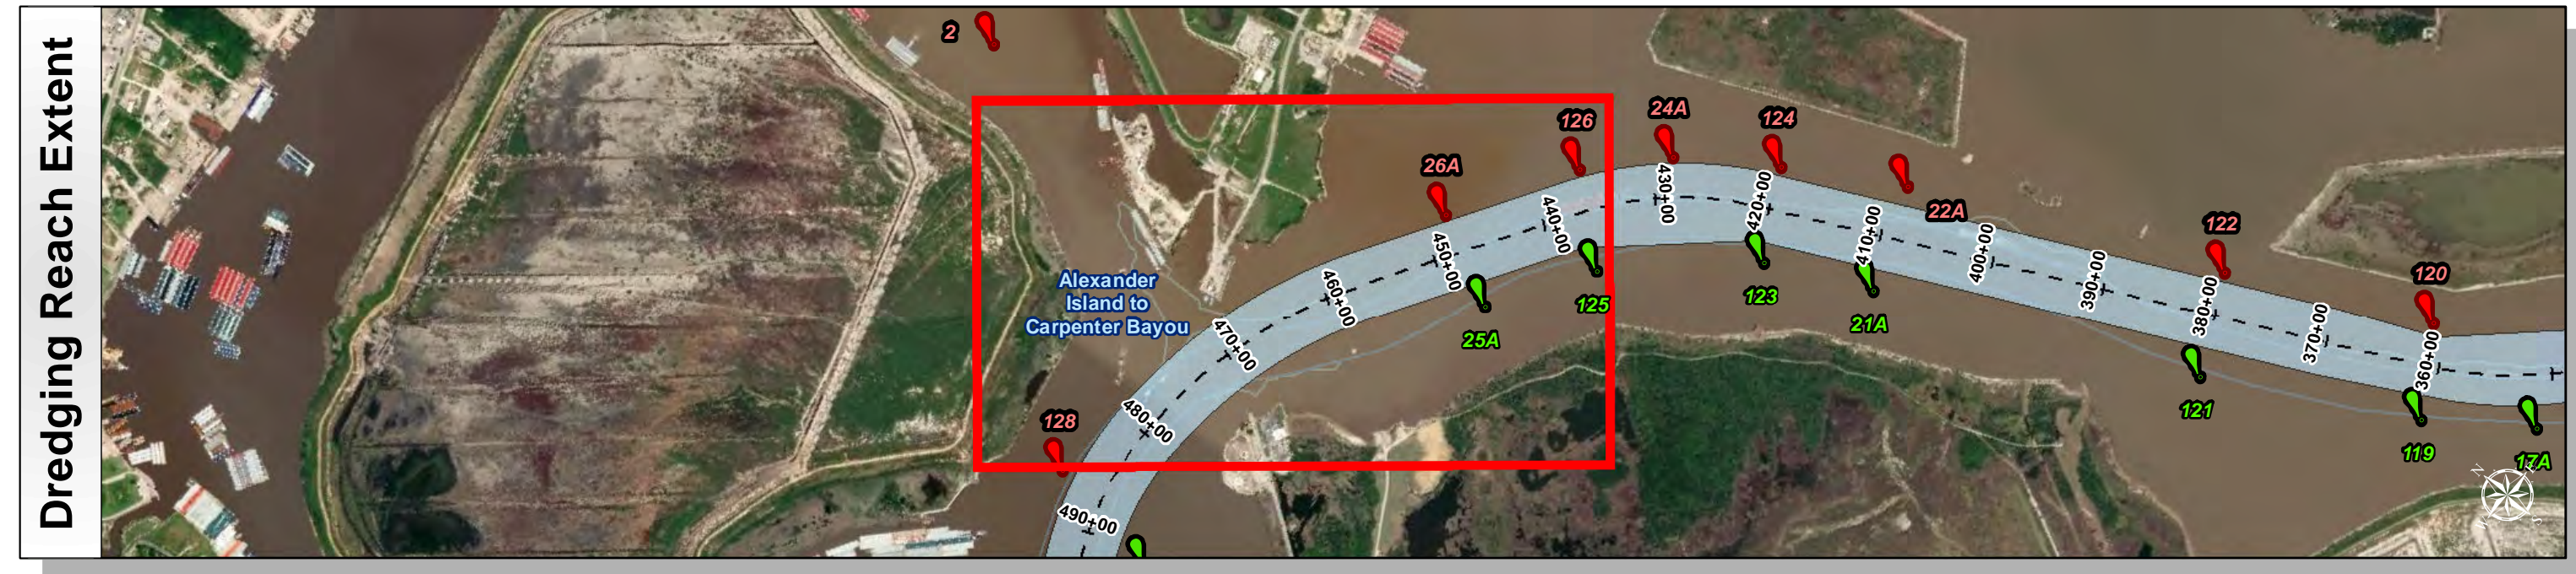 Dredging Reach Extent
2
126
24A
124
26A
22A
122
120
128
430+00
420+00
440+00
410+00
450+00
400+00
460+00
390+00
380+00
470+00
370+00
360+00
480+00
490+00
Alexander
Island to
Carpenter Bayou
125
123
25A
21A
121
119
17A
N
S